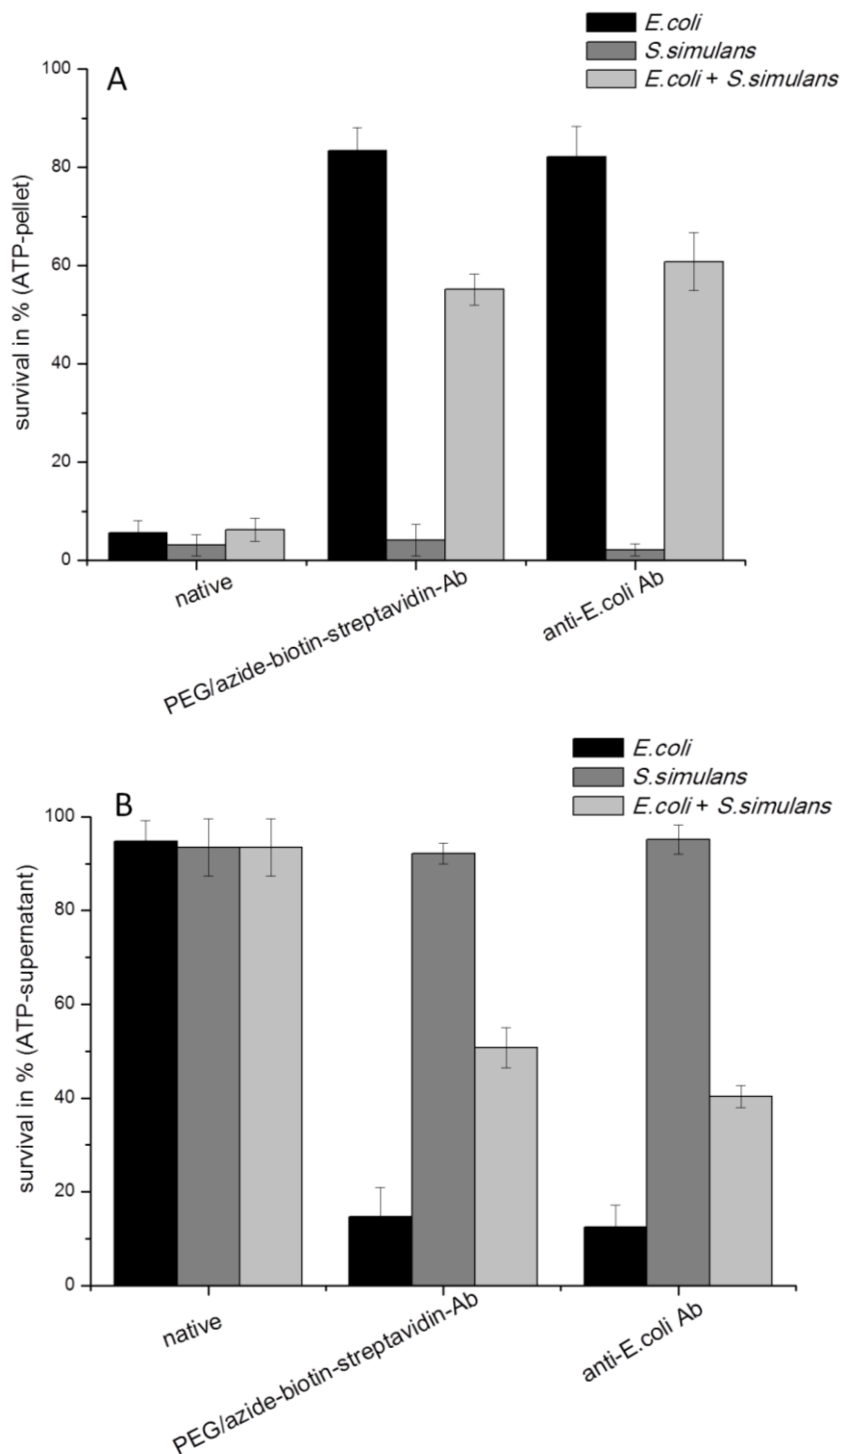 E.coli
S.simulans
E.coli + S.simulans
A
100
80
60
40
20
0
survival in % (ATP-pellet)
native
PEG/azide-biotin-streptavidin-Ab
anti-E.coli Ab
E.coli
S.simulans
E.coli + S.simulans
B
100
80
60
40
20
0
survival in % (ATP-supernatant)
native
PEG/azide-biotin-streptavidin-Ab
anti-E.coli Ab